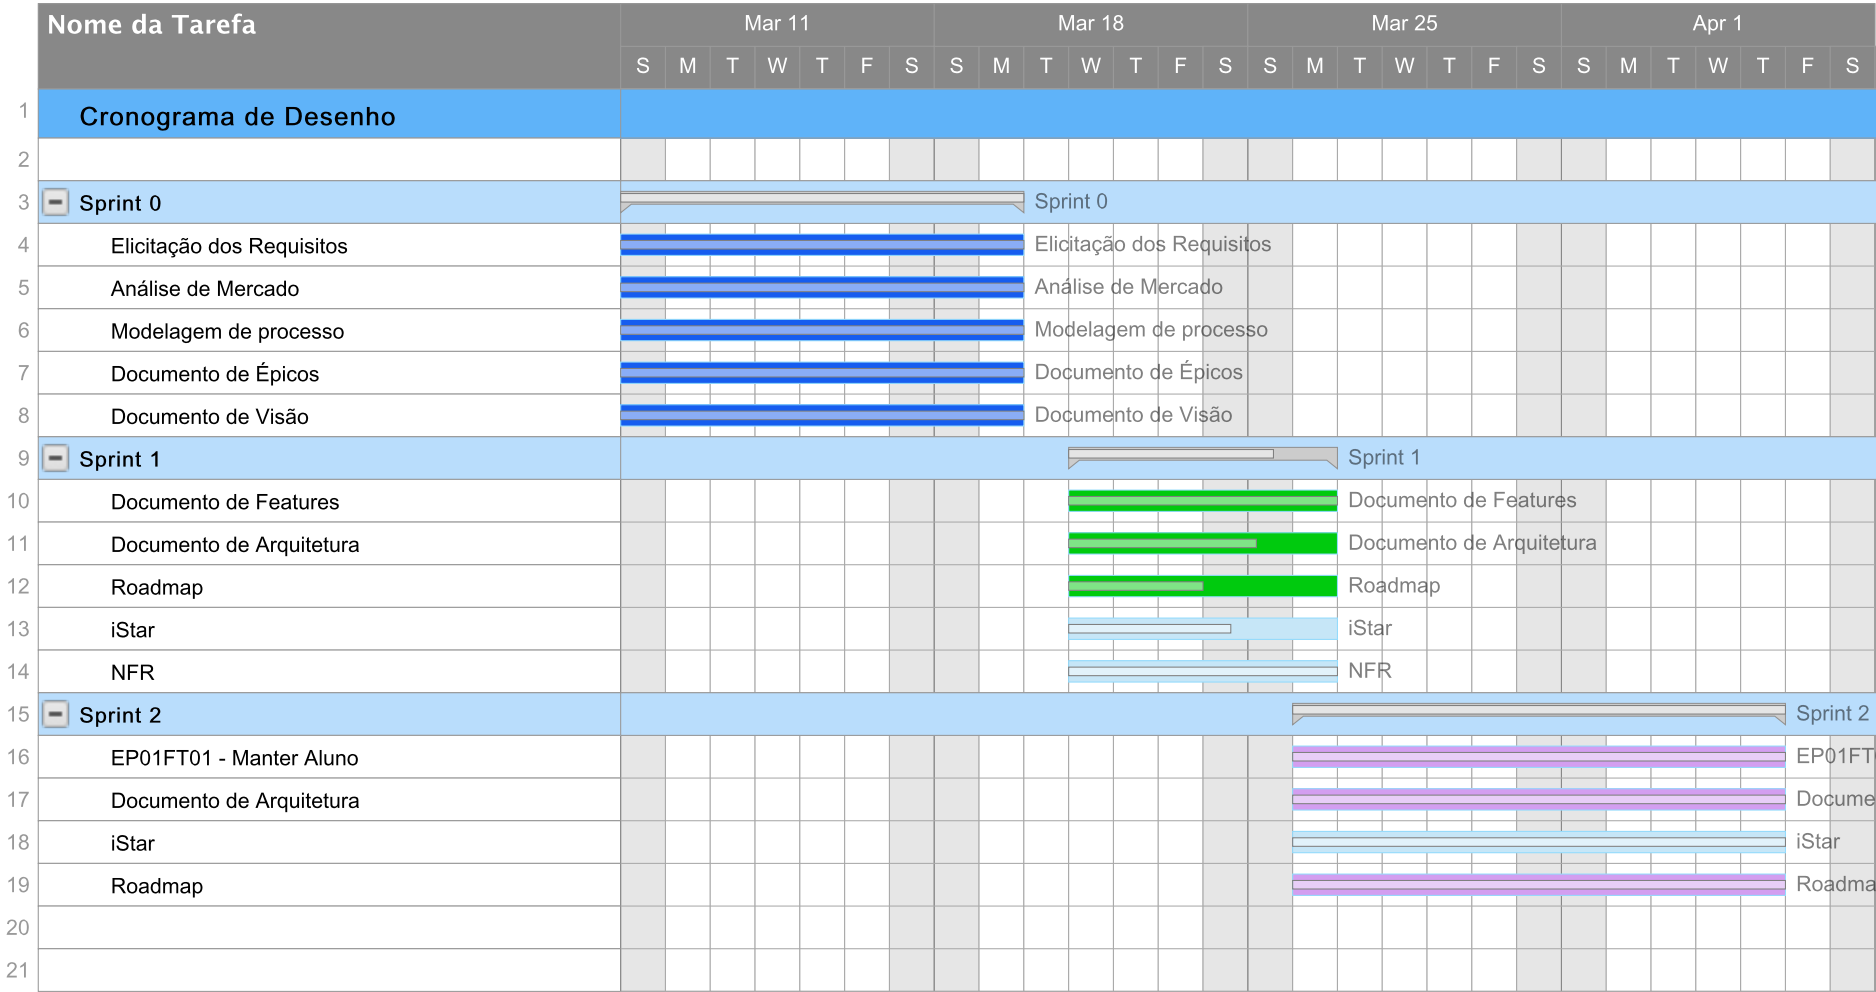 Nome da Tarefa Mar 11 Mar 18 Mar 25 Apr 1
S M T W T F S S M T W T F S S M T W T F S S M T W T F S
1 Cronograma de Desenho
2
3 Sprint 0 Sprint 0
4 Elicitação dos Requisitos Elicitação dos Requisitos
5 Análise de Mercado Análise de Mercado
6 Modelagem de processo Modelagem de processo
7 Documento de Épicos Documento de Épicos
8 Documento de Visão Documento de Visão
9 Sprint 1 Sprint 1
10 Documento de Features Documento de Features
11 Documento de Arquitetura Documento de Arquitetura
12 Roadmap Roadmap
13 iStar iStar
14 NFR NFR
15 Sprint 2 Sprint 2
16 EP01FT01 - Manter Aluno EP01FT
17 Documento de Arquitetura Docume
18 iStar iStar
19 Roadmap Roadma
20
21